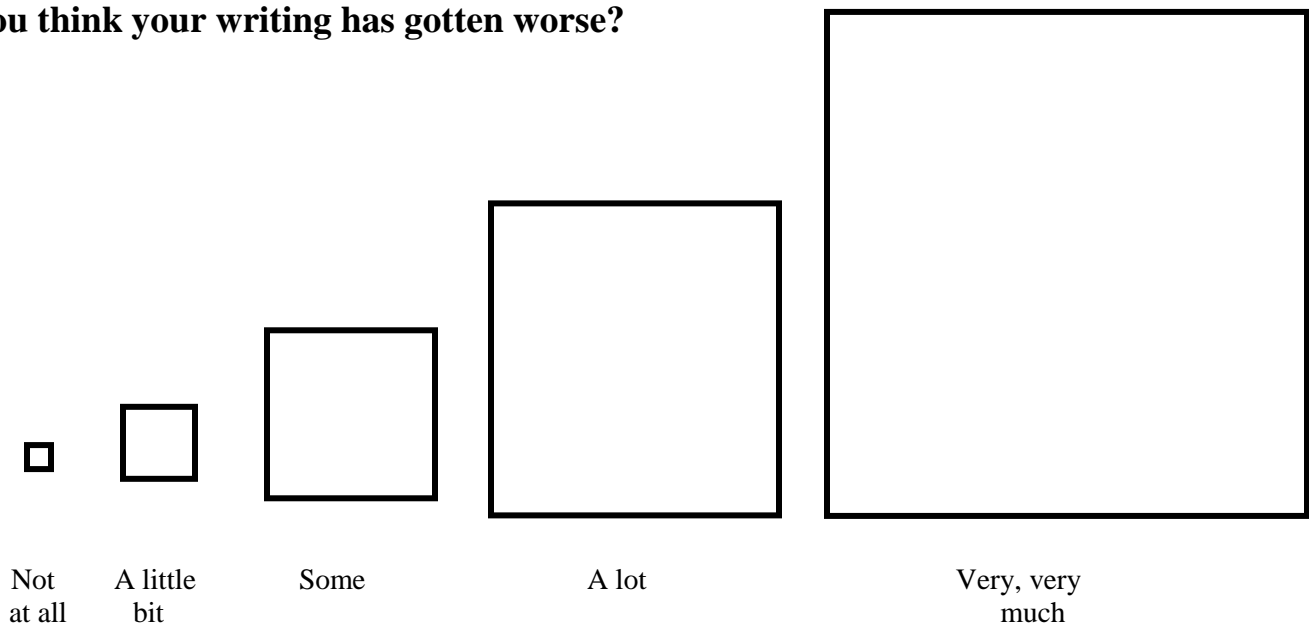 ou think your writing has gotten worse?
Not A little Some A lot Very, very
at all bit much